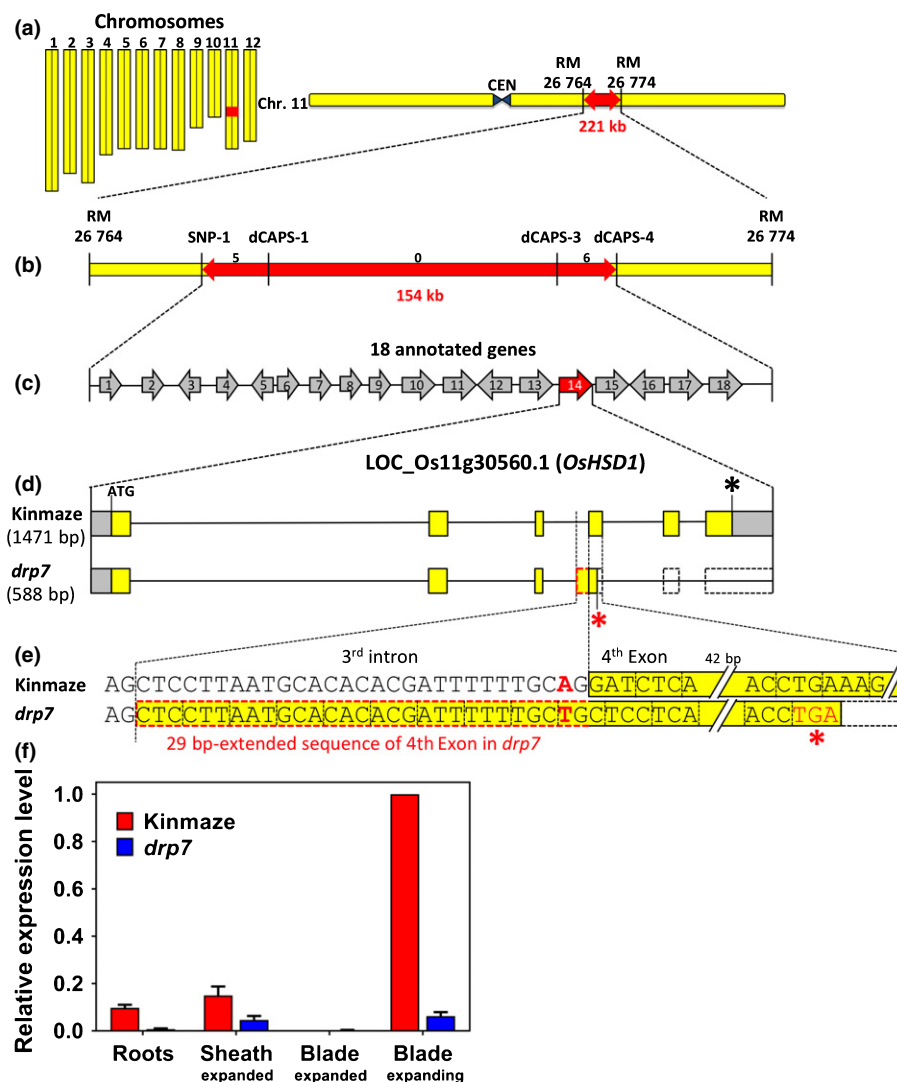 (a)
Chromosomes
1 2 3 4 5 6 7 8 9 10 11 12
Chr. 11
CEN
RM
26 764
RM
26 774
221 kb
RM
26 764
SNP-1
dCAPS-1
dCAPS-3
dCAPS-4
RM
26 774
(b)
5
0
6
154 kb
18 annotated genes
(c)
1 2 3 4 5 6 7 8 9 10 11 12 13 14 15 16 17 18
LOC_Os11g30560.1 (OsHSD1)
(d)
ATG
*
Kinmaze
(1471 bp)
drp7
(588 bp)
*
(e)
3rd intron
4th Exon
42 bp
Kinmaze
AGCTCCTTAATGCACACACGATTTTTTGCAGGATCTCA // ACCTGAAAG
drp7
AGCTCCTTAATGCACACACGATTTTTTGCTGCTCCTCA // ACCTGA
29 bp-extended sequence of 4th Exon in drp7
*
(f)
Relative expression level
1.0
0.8
0.6
0.4
0.2
0.0
Kinmaze
drp7
Roots
Sheath
expanded
Blade
expanded
Blade
expanding